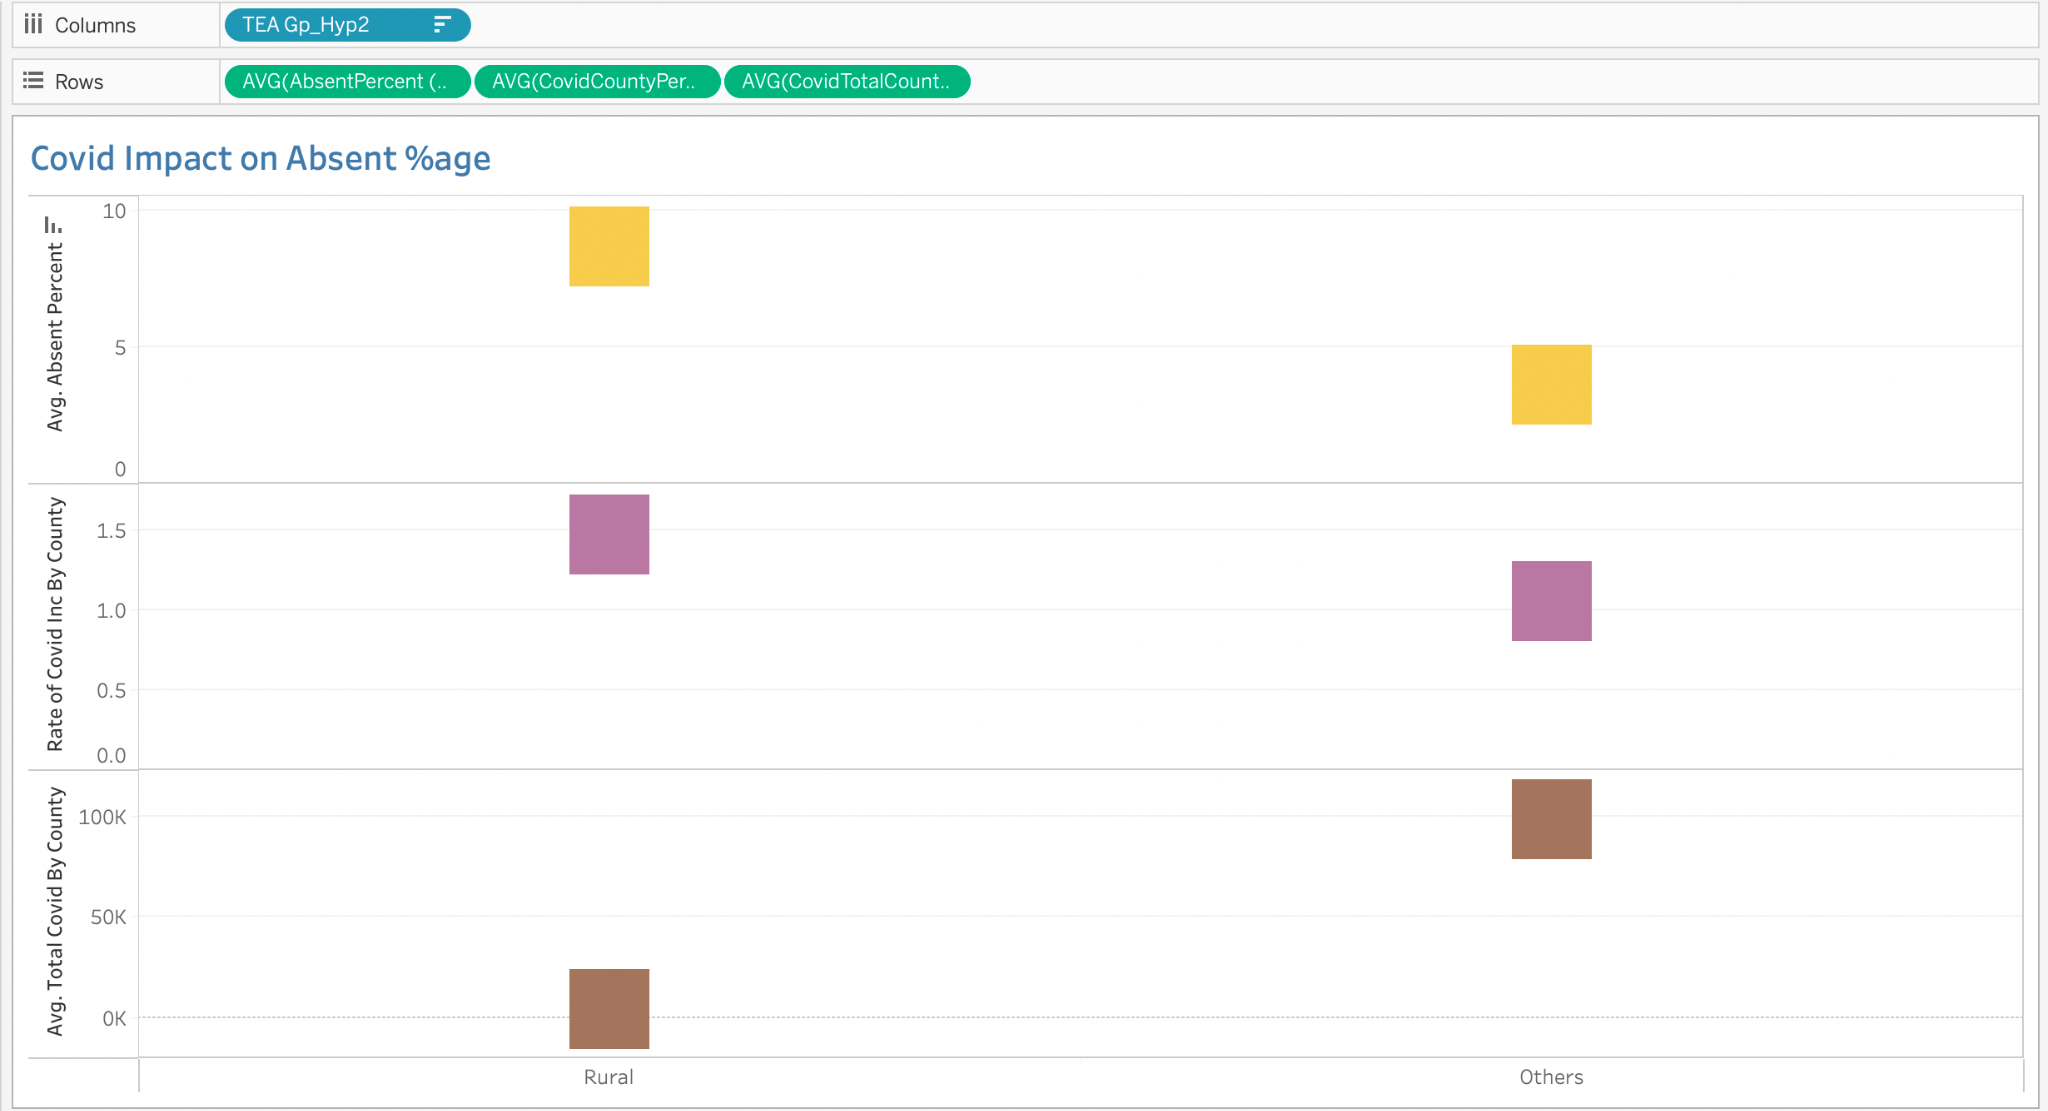 Columns
TEA Gp_Hyp2
Rows
AVG(AbsentPercent (..
AVG(CovidCountyPer..
AVG(CovidTotalCount..
Covid Impact on Absent %age
Avg. Absent Percent
10
5
0
Rate of Covid Inc By County
1.5
1.0
0.5
0.0
Avg. Total Covid By County
100K
50K
0K
Rural
Others